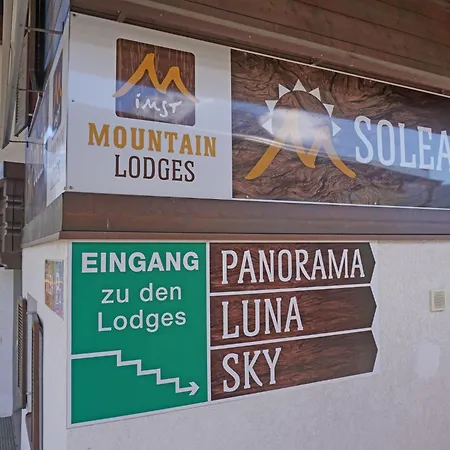 imst
MOUNTAIN
LODGES
SOLEA
EINGANG
zu den
Lodges
PANORAMA
LUNA
SKY